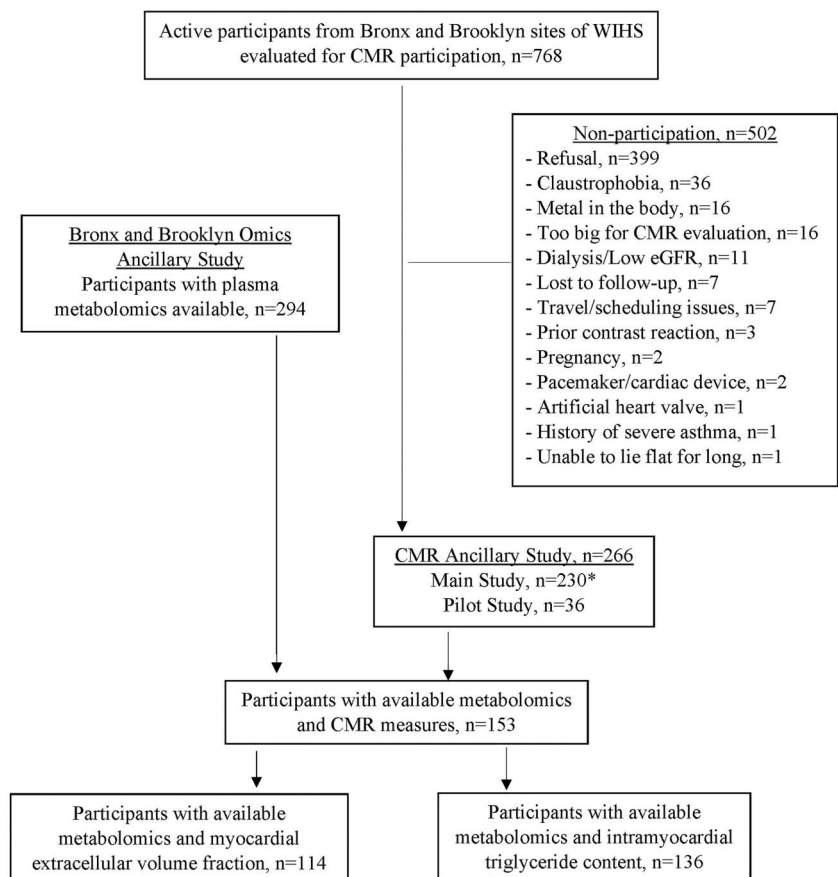 Active participants from Bronx and Brooklyn sites of WIHS
evaluated for CMR participation, n=768
Non-participation, n=502
- Refusal, n=399
- Claustrophobia, n=36
- Metal in the body, n=16
- Too big for CMR evaluation, n=16
- Dialysis/Low eGFR, n=11
- Lost to follow-up, n=7
- Travel/scheduling issues, n=7
- Prior contrast reaction, n=3
- Pregnancy, n=2
- Pacemaker/cardiac device, n=2
- Artificial heart valve, n=1
- History of severe asthma, n=1
- Unable to lie flat for long, n=1
Bronx and Brooklyn Omics
Ancillary Study
Participants with plasma
metabolomics available, n=294
CMR Ancillary Study, n=266
Main Study, n=230*
Pilot Study, n=36
Participants with available metabolomics
and CMR measures, n=153
Participants with available
metabolomics and myocardial
extracellular volume fraction, n=114
Participants with available
metabolomics and intramyocardial
triglyceride content, n=136